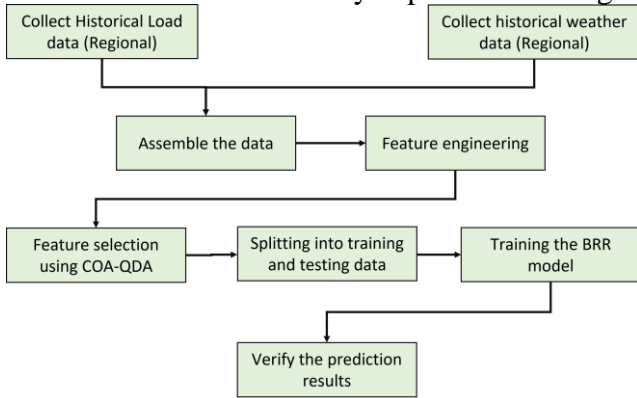 Collect Historical Load
data (Regional)
Collect historical weather
data (Regional)
Assemble the data
Feature engineering
Feature selection
using COA-QDA
Splitting into training
and testing data
Training the BRR
model
Verify the prediction
results